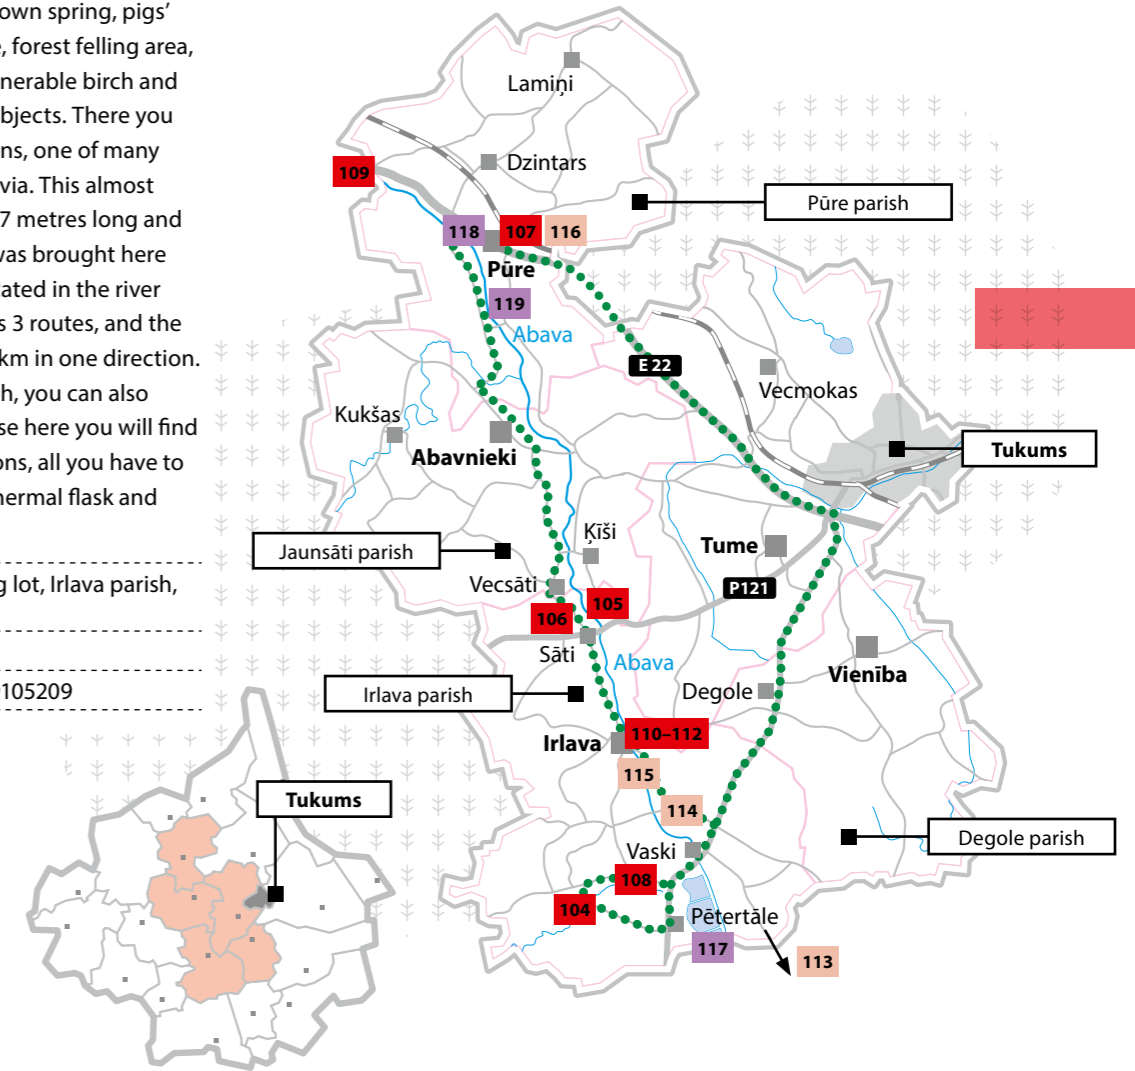 own spring, pigs’
, forest felling area,
nerable birch and
bjects. There you
ns, one of many
via. This almost
7 metres long and
was brought here
ated in the river
s 3 routes, and the
km in one direction.
h, you can also
se here you will find
ons, all you have to
hermal flask and
g lot, Irlava parish,
105209
Lamiņi
Dzintars
109
Pūre parish
118
107
116
Pūre
119
Abava
E 22
Vecmokas
Kukšas
Abavnieki
Tukums
Ķīši
Jaunsāti parish
Tume
Vecsāti
P121
106
105
Sāti
Abava
Vienība
Irlava parish
Degole
Irlava
110–112
115
114
Tukums
Vaski
Degole parish
108
104
Pētertāle
117
113